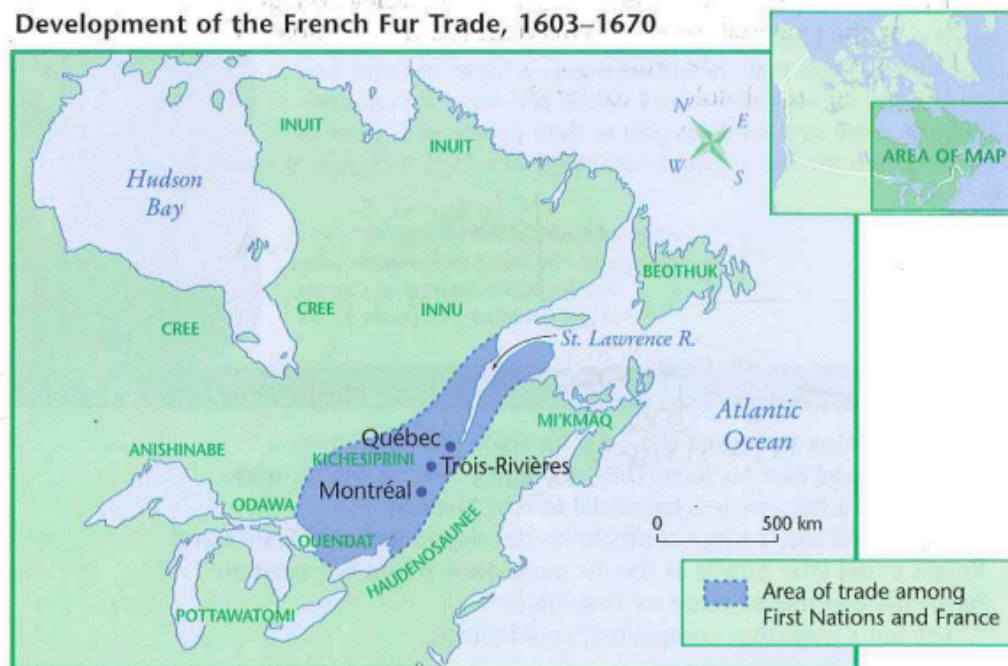 Development of the French Fur Trade, 1603–1670
INUIT
INUIT
Hudson
Bay
N
E
W
S
AREA OF MAP
BEOTHUK
CREE
INNU
CREE
St. Lawrence R.
MI'KMAQ
Atlantic
Ocean
Québec
ANISHINABE
KICHESIPRINI
Trois-Rivières
Montréal
ODAWA
OUENDAT
HAUDENOSAUNEE
0 500 km
POTTAWATOMI
Area of trade among
First Nations and France